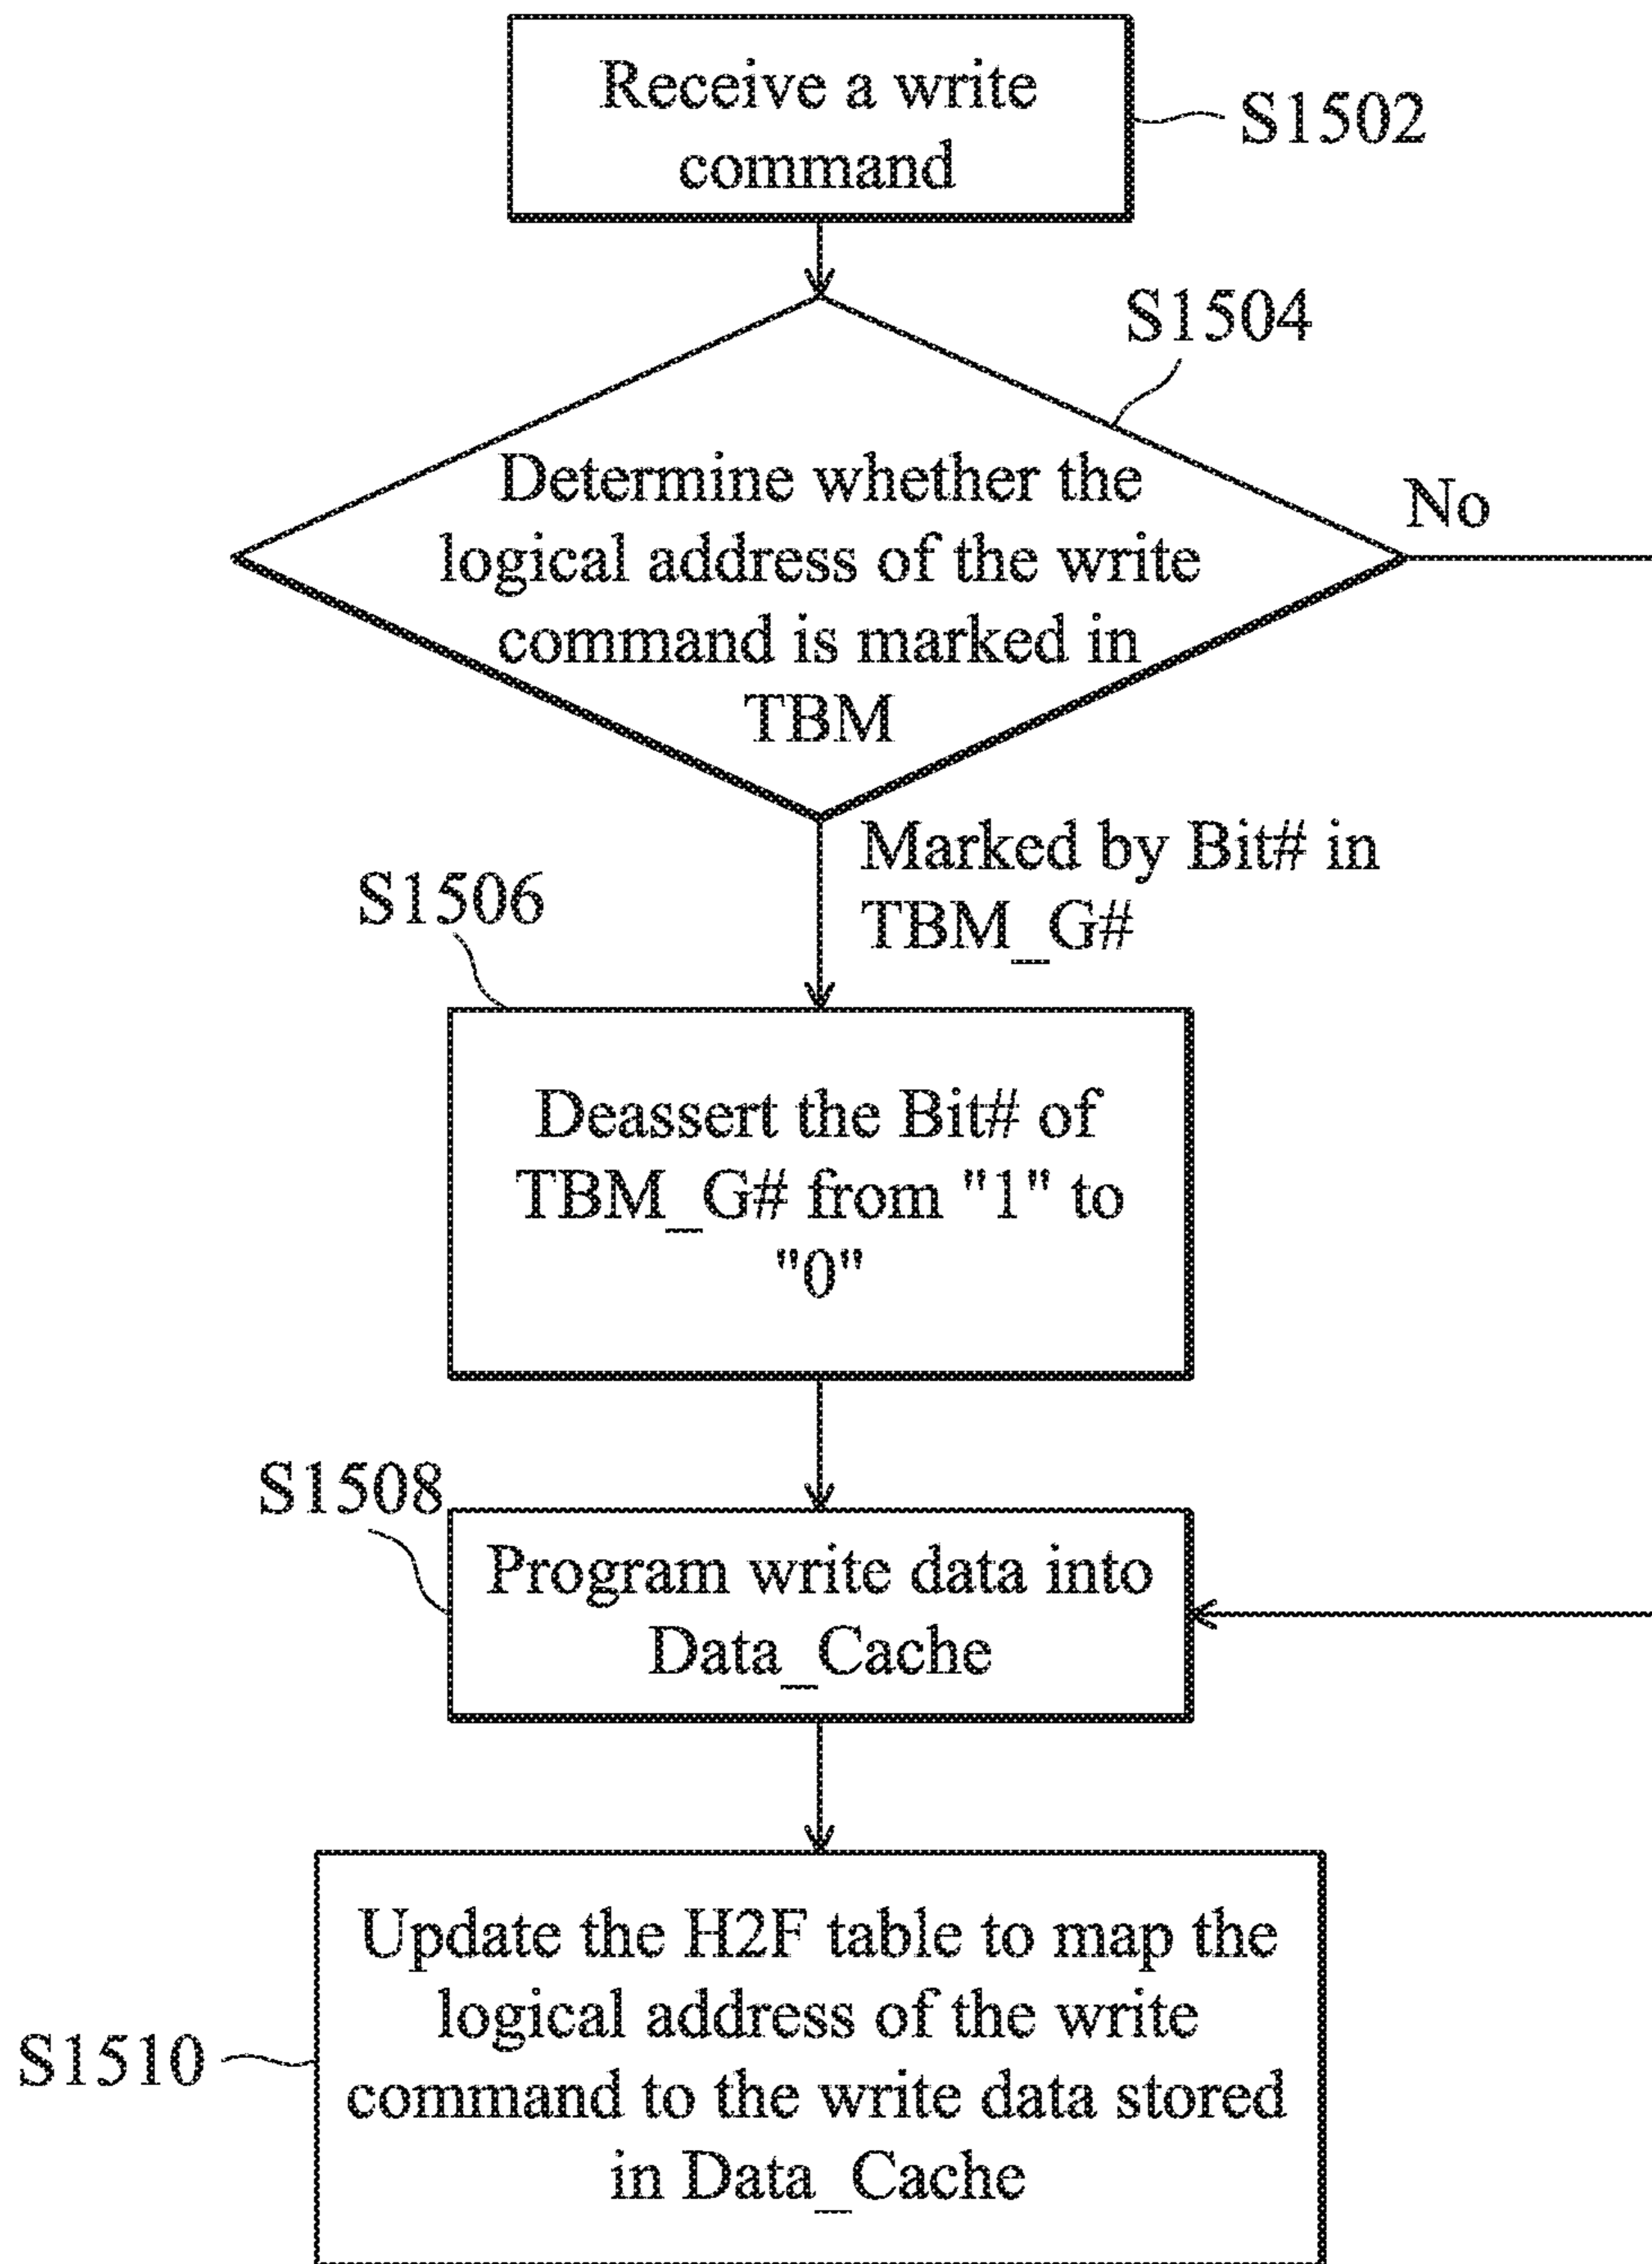 Receive a write
command
S1502
S1504
Determine whether the
logical address of the write
command is marked in
TBM
No
Marked by Bit# in
TBM_G#
S1506
Deassert the Bit# of
TBM_G# from "1" to
"0"
S1508
Program write data into
Data_Cache
Update the H2F table to map the
logical address of the write
command to the write data stored
in Data_Cache
S1510